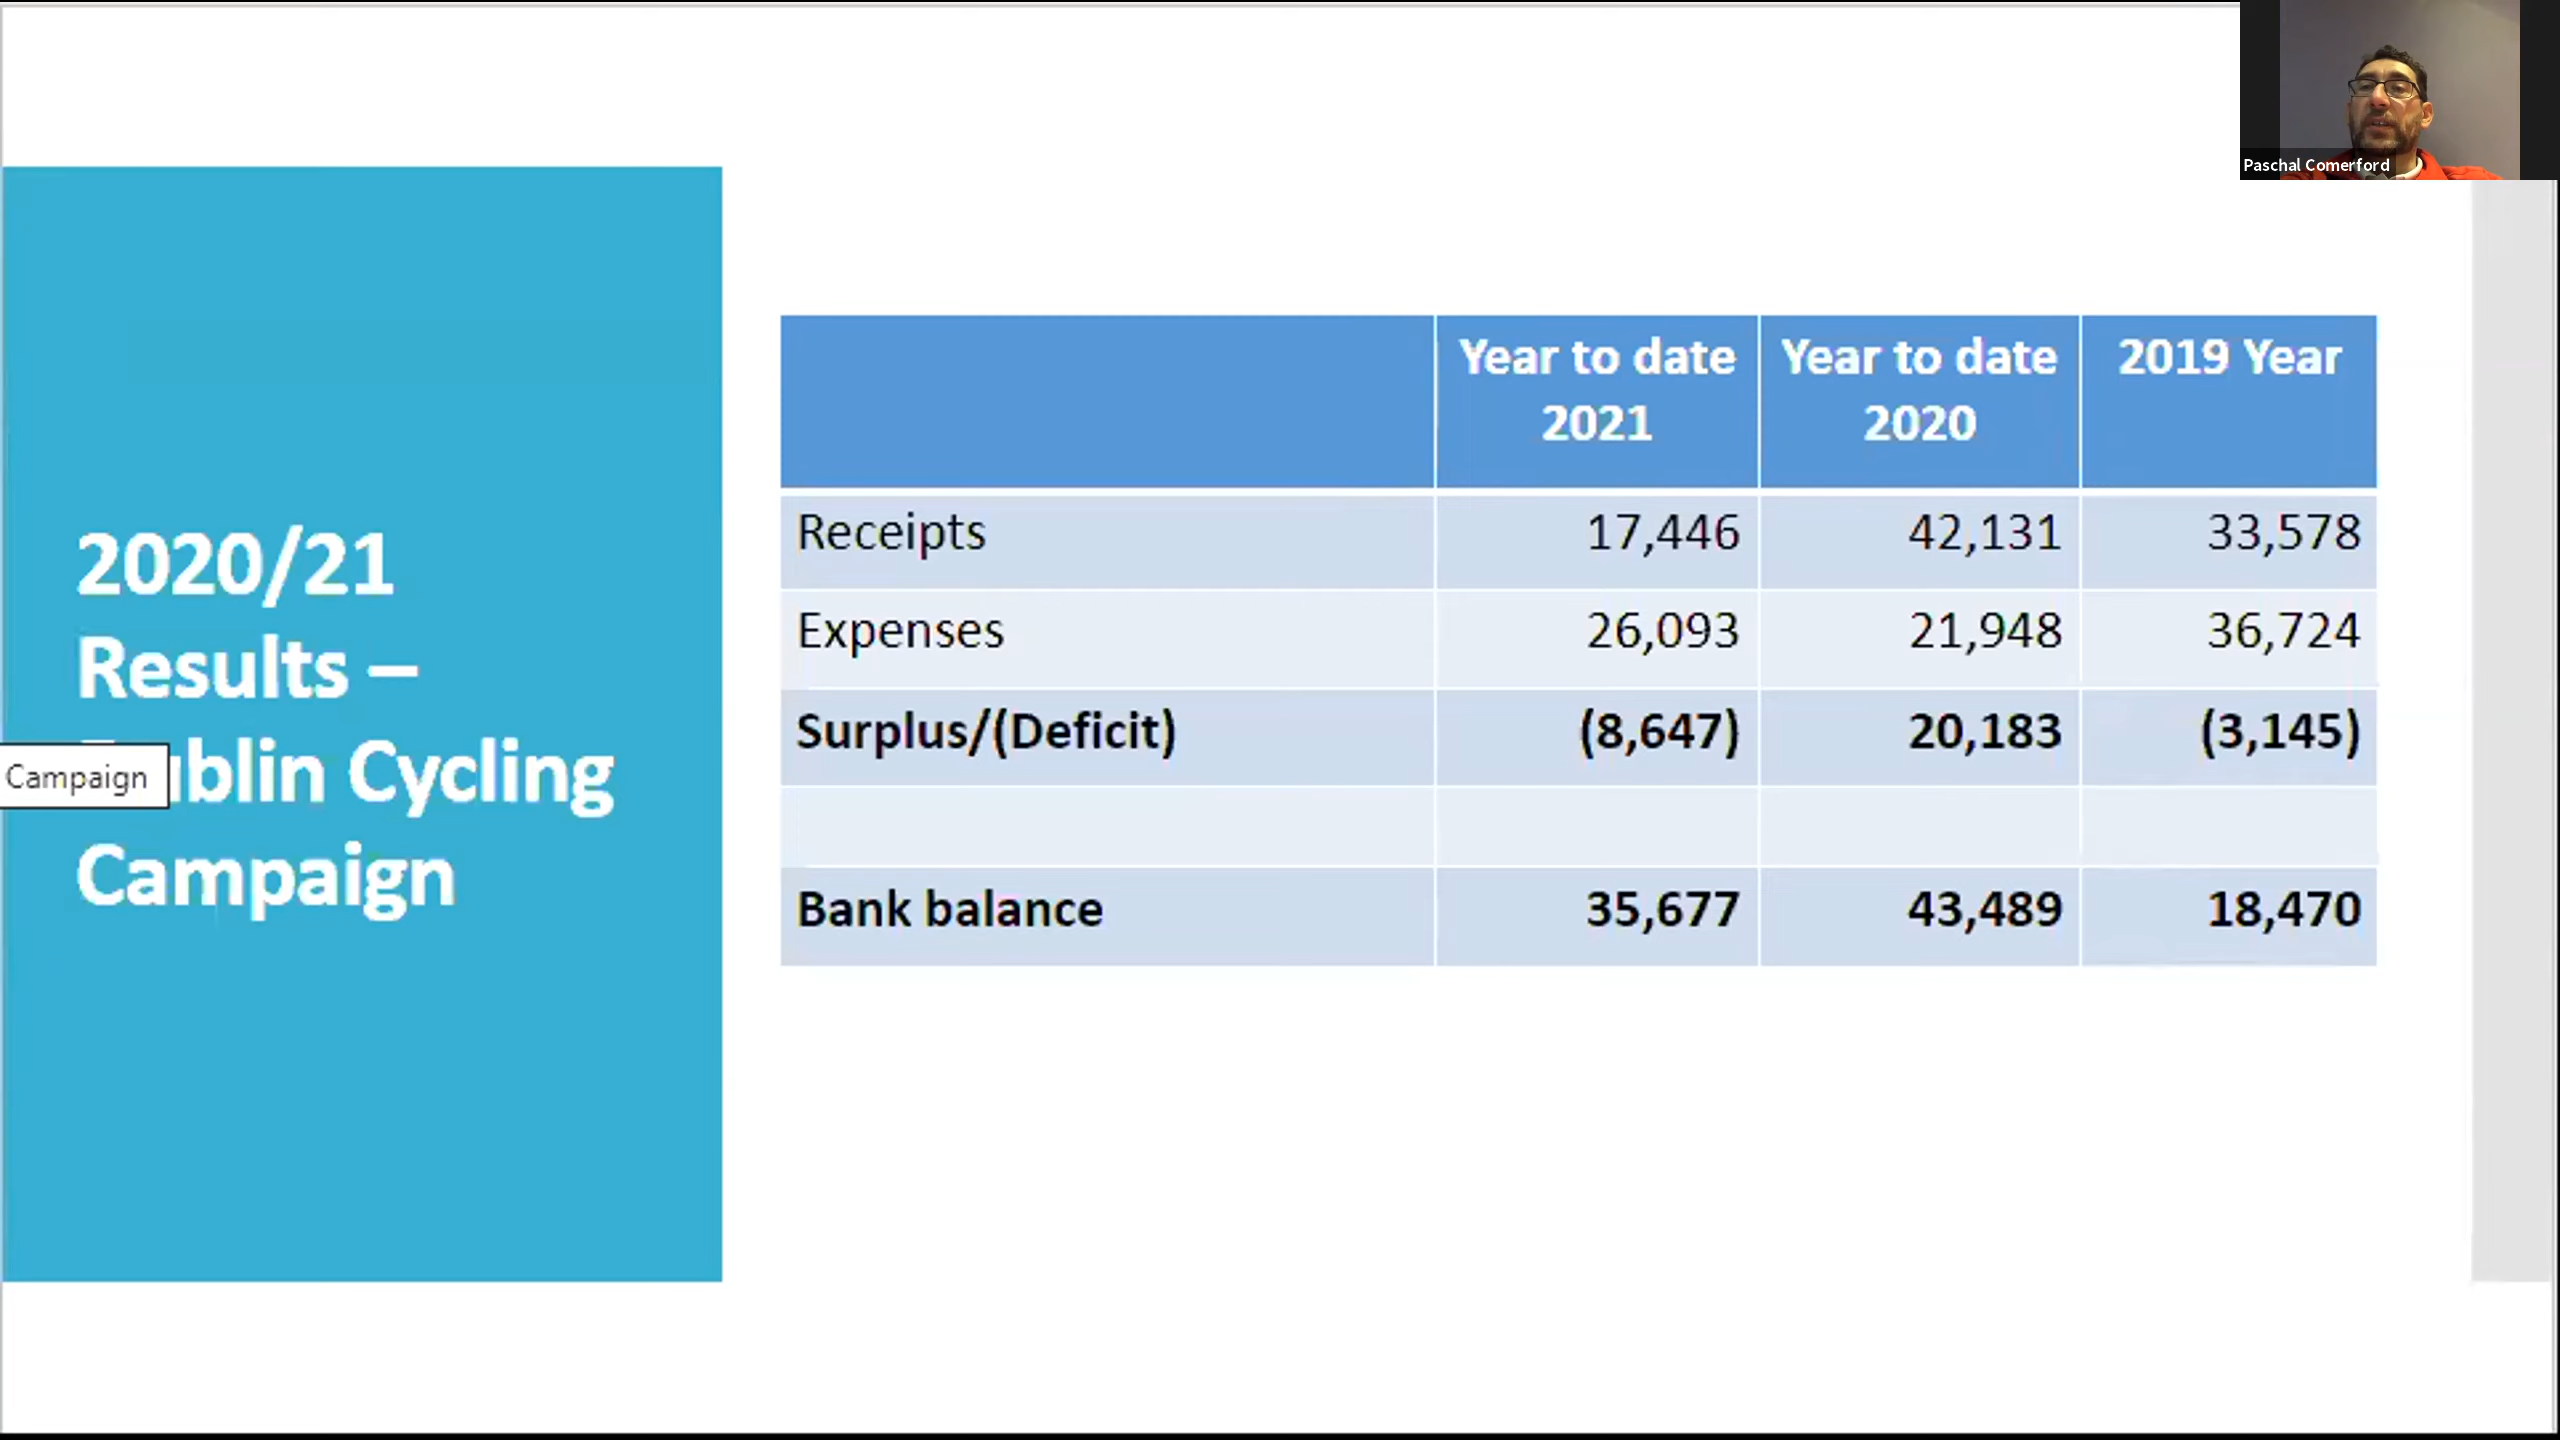 Paschal Comerford
2020/21
Results –
blin Cycling
Campaign
Campaign
Year to date 2021 Year to date 2020 2019 Year
Receipts 17,446 42,131 33,578
Expenses 26,093 21,948 36,724
Surplus/(Deficit) (8,647) 20,183 (3,145)
Bank balance 35,677 43,489 18,470